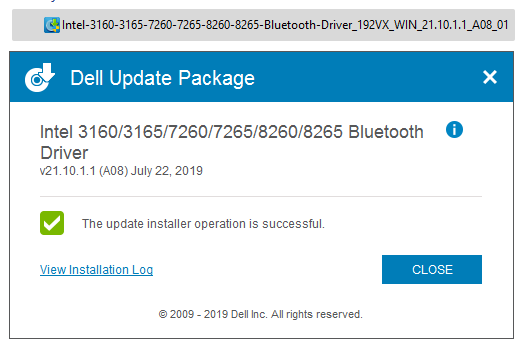 Intel-3160-3165-7260-7265-8260-8265-Bluetooth-Driver_192VX_WIN_21.10.1.1_A08_01
Dell Update Package
Intel 3160/3165/7260/7265/8260/8265 Bluetooth
Driver
v21.10.1.1 (A08) July 22, 2019
The update installer operation is successful.
View Installation Log
CLOSE
© 2009 - 2019 Dell Inc. All rights reserved.